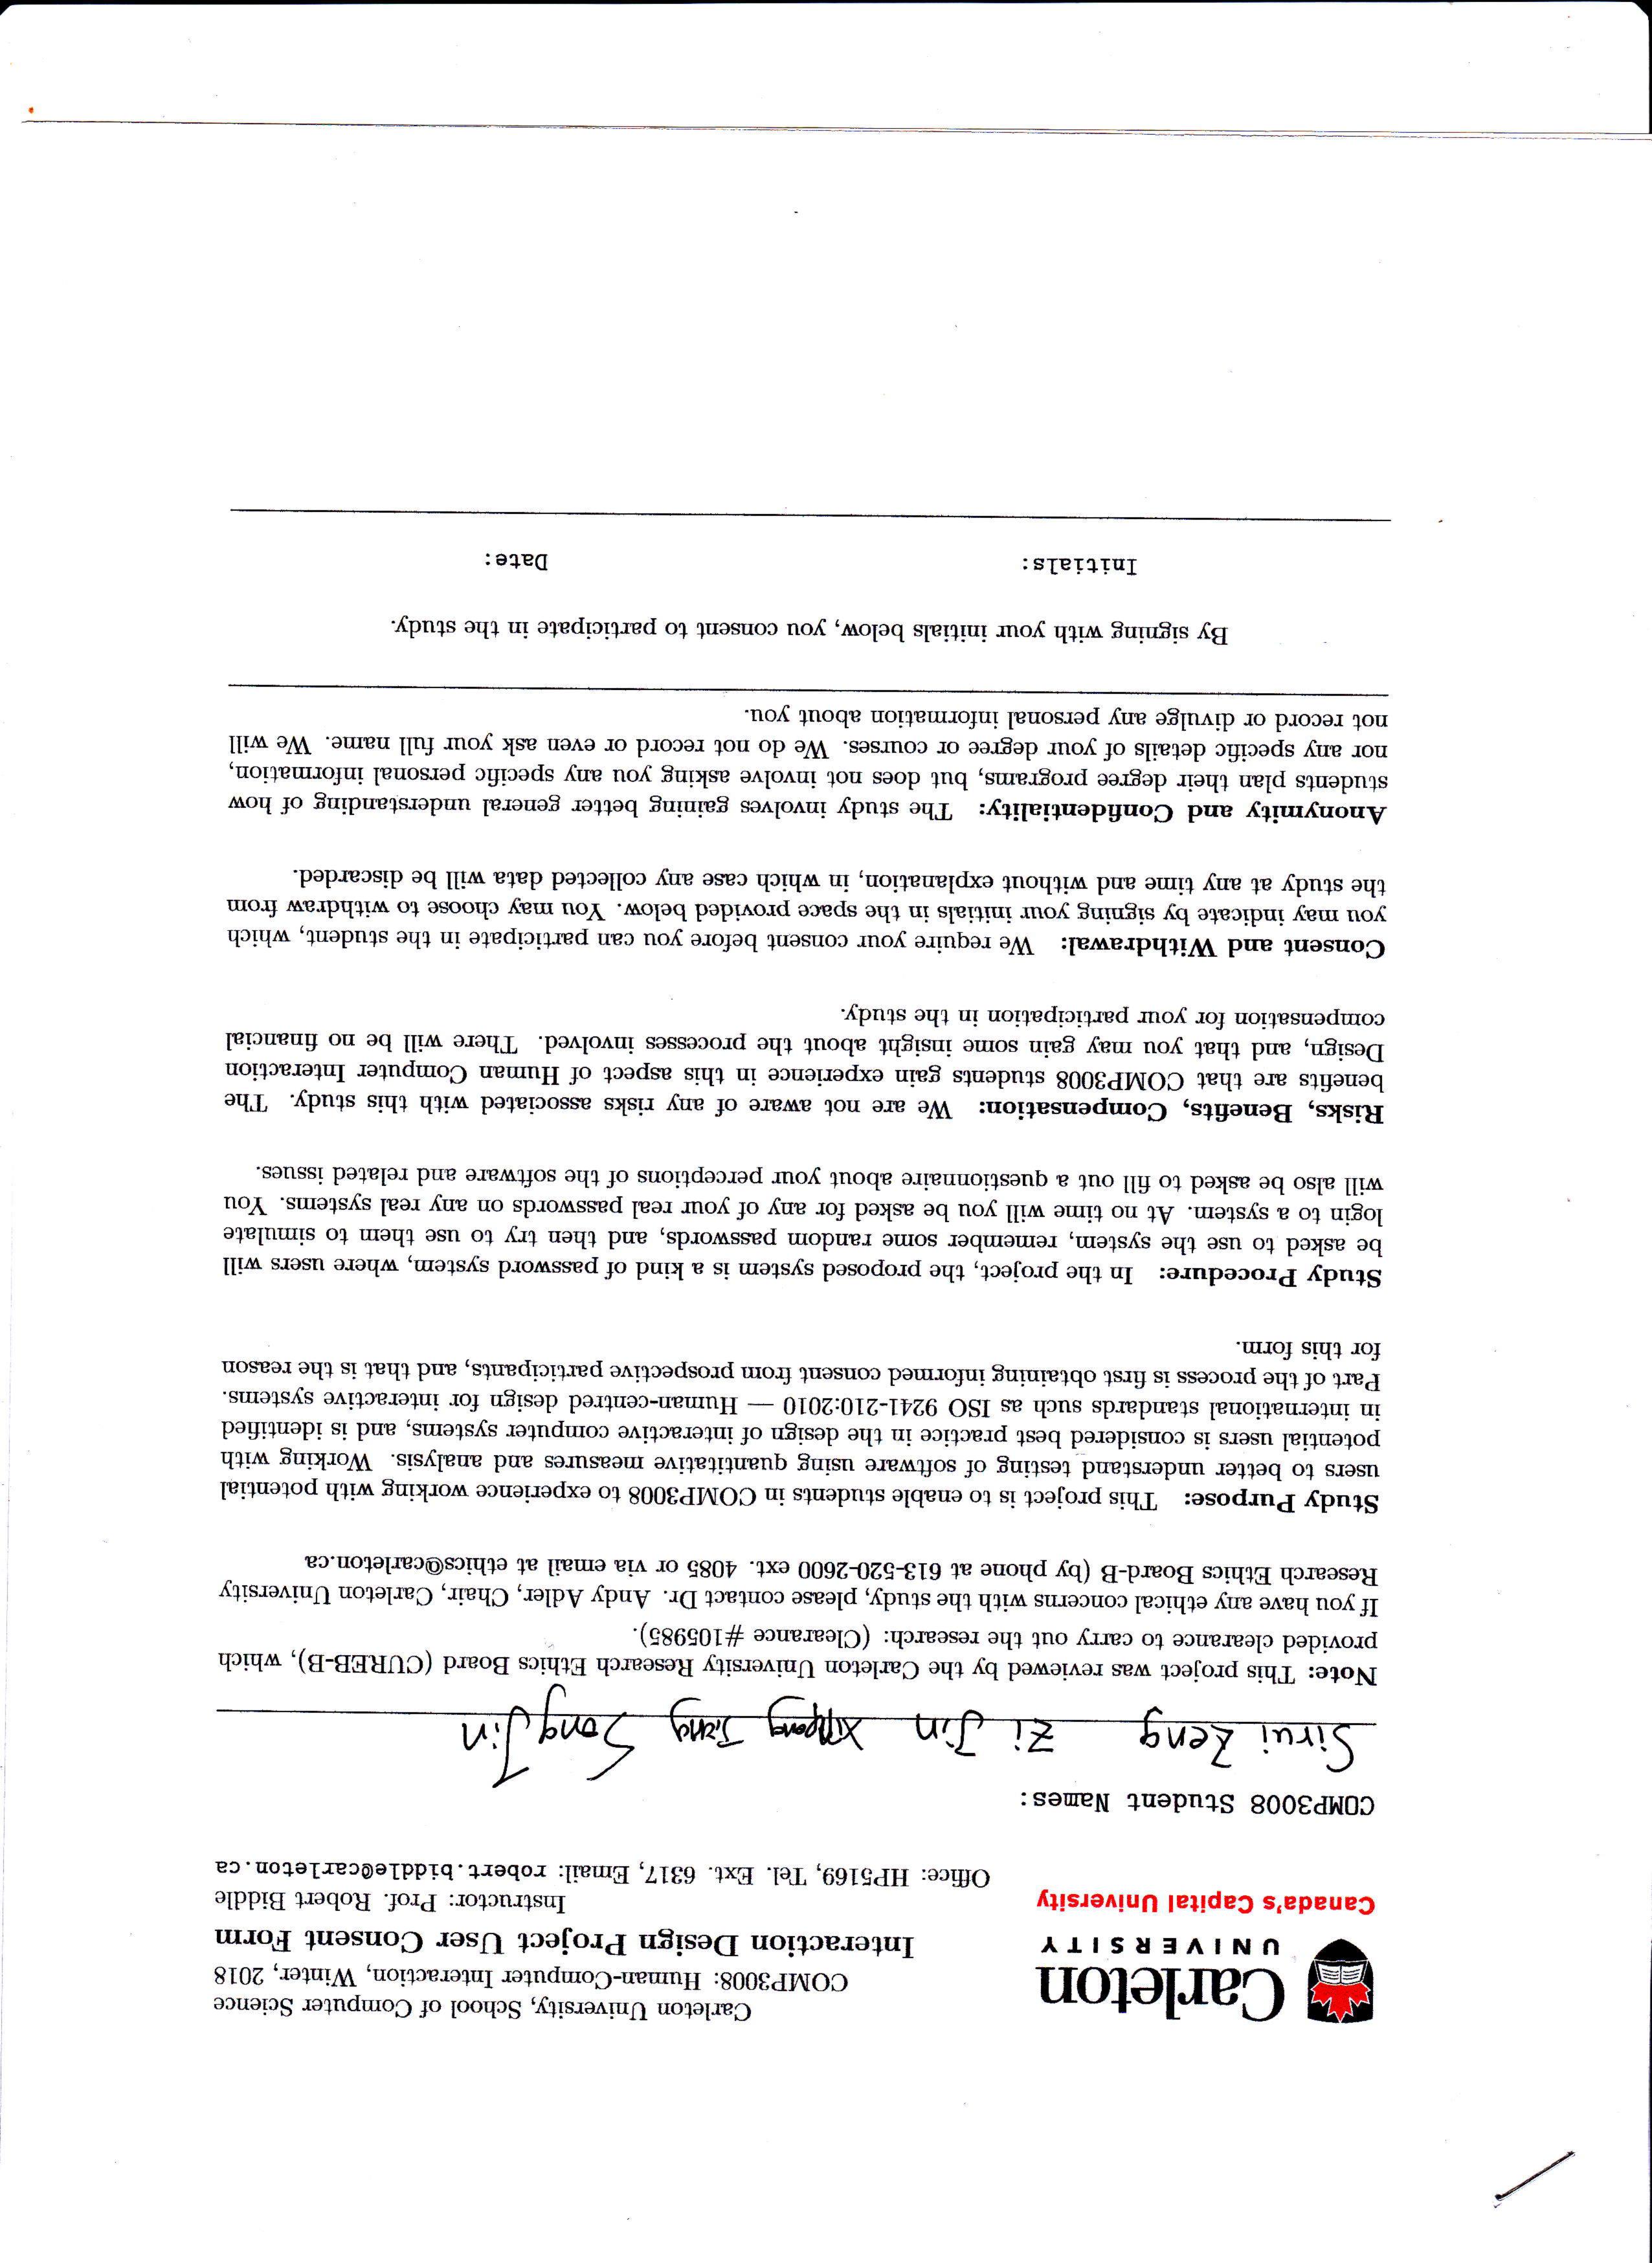 Carleton
UNIVERSITY
Canada's Capital University
Carleton University, School of Computer Science
COMP3008: Human-Computer Interaction, Winter, 2018
Interaction Design Project User Consent Form
Instructor: Prof. Robert Biddle
Office: HP5169, Tel. Ext. 6317, Email: robert.biddle@carleton.ca
COMP3008 Student Names:
Sirui Zeng Zi Jin Jiang Song Jin
Note: This project was reviewed by the Carleton University Research Ethics Board (CUREB-B), which
provided clearance to carry out the research: (Clearance #105985).
If you have any ethical concerns with the study, please contact Dr. Andy Adler, Chair, Carleton University
Research Ethics Board-B (by phone at 613-520-2600 ext. 4085 or via email at ethics@carleton.ca
Study Purpose: This project is to enable students in COMP3008 to experience working with potential
users to better understand testing of software using quantitative measures and analysis. Working with
potential users is considered best practice in the design of interactive computer systems, and is identified
in international standards such as ISO 9241-210:2010 — Human-centred design for interactive systems.
Part of the process is first obtaining informed consent from prospective participants, and that is the reason
for this form.
Study Procedure: In the project, the proposed system is a kind of password system, where users will
be asked to use the system, remember some random passwords, and then try to use them to simulate
login to a system. At no time will you be asked for any of your real passwords on any real systems. You
will also be asked to fill out a questionnaire about your perceptions of the software and related issues.
Risks, Benefits, Compensation: We are not aware of any risks associated with this study. The
benefits are that COMP3008 students gain experience in this aspect of Human Computer Interaction
Design, and that you may gain some insight about the processes involved. There will be no financial
compensation for your participation in the study.
Consent and Withdrawal: We require your consent before you can participate in the student, which
you may indicate by signing your initials in the space provided below. You may choose to withdraw from
the study at any time and without explanation, in which case any collected data will be discarded.
Anonymity and Confidentiality: The study involves gaining better general understanding of how
students plan their degree programs, but does not involve asking you any specific personal information,
nor any specific details of your degree or courses. We do not record or even ask your full name. We will
not record or divulge any personal information about you.
By signing with your initials below, you consent to participate in the study.
Initials: Date: